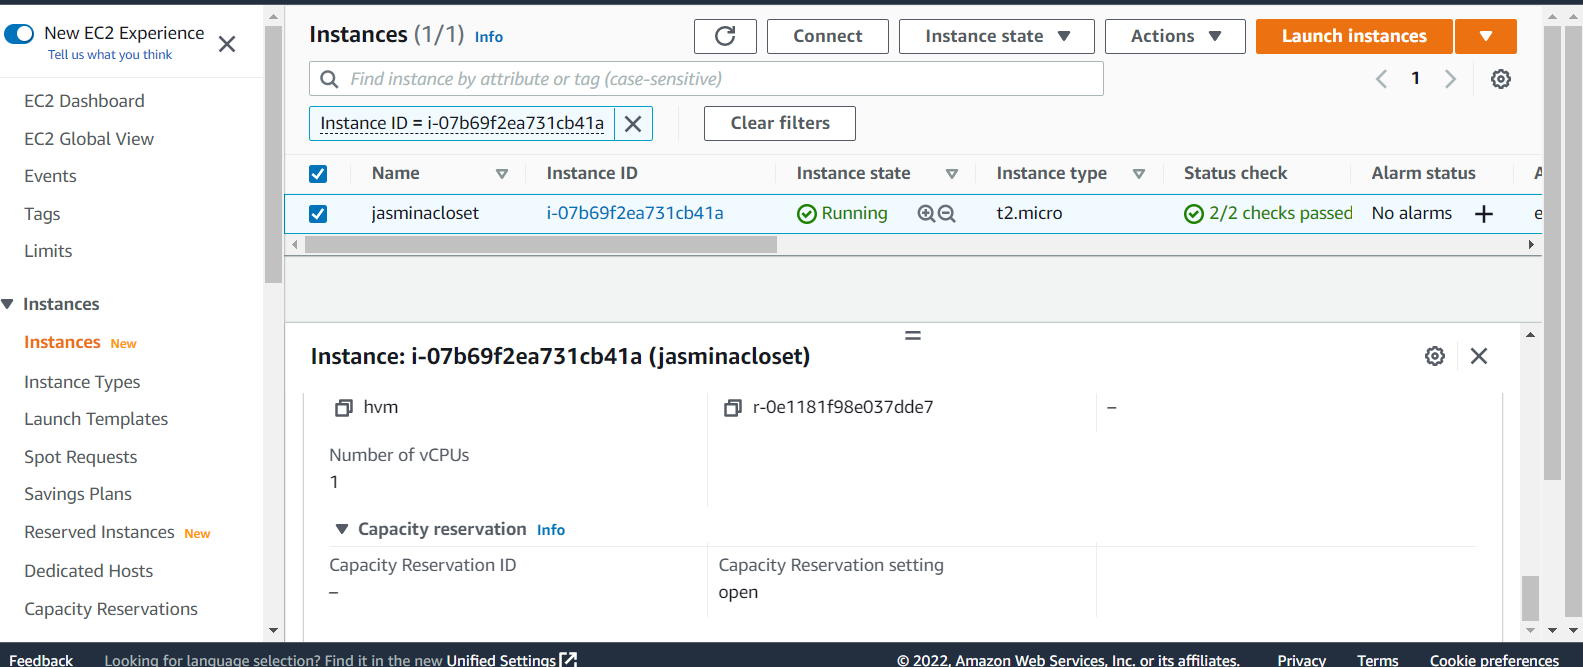 New EC2 Experience
Tell us what you think
EC2 Dashboard
EC2 Global View
Events
Tags
Limits
Instances
Instances New
Instance Types
Launch Templates
Spot Requests
Savings Plans
Reserved Instances New
Dedicated Hosts
Capacity Reservations
Instances (1/1) Info
Connect
Instance state
Actions
Launch instances
Find instance by attribute or tag (case-sensitive)
1
Instance ID = i-07b69f2ea731cb41a
Clear filters
Name Instance ID Instance state Instance type Status check Alarm status A
jasminacloset i-07b69f2ea731cb41a Running t2.micro 2/2 checks passed No alarms e
Instance: i-07b69f2ea731cb41a (jasminacloset)
hvm r-0e1181f98e037dde7 –
Number of vCPUs
1
Capacity reservation Info
Capacity Reservation ID Capacity Reservation setting
– open
Feedback Looking for language selection? Find it in the new Unified Settings © 2022, Amazon Web Services, Inc. or its affiliates. Privacy Terms Cookie preferences